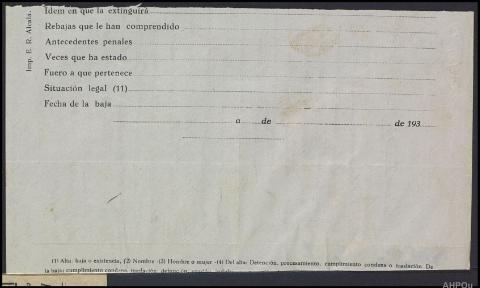 Idem en que la extinguirá
Rebajas que le han comprendido
Antecedentes penales
Veces que ha estado
Fuero a que pertenece
Situación legal (11)
Fecha de la baja
a de de 193
(1) Alta, baja o existencia, (2) Nombre -(3) Hombre o mujer -(4) Del alta: Detención, procesamiento, cumplimiento condena o traslación. De
la baja: cumplimiento condena, traslación,
Imp. E. R. Alcalá.
AHPOu